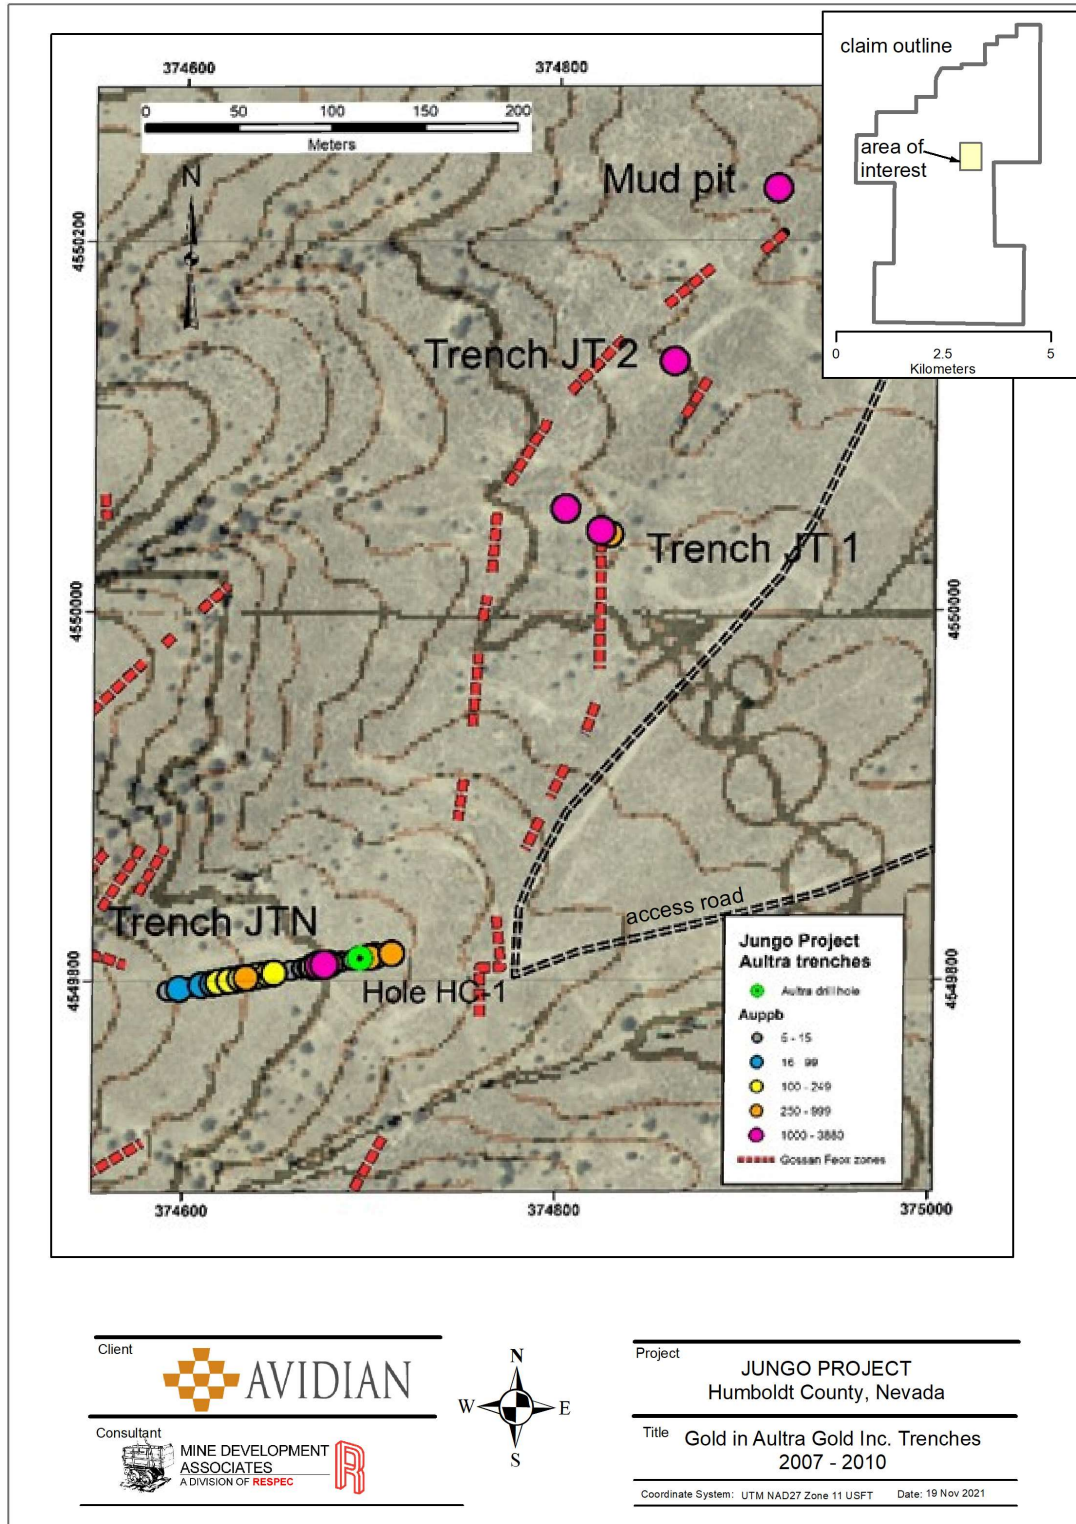 claim outline
area of
interest
0 2.5 5
Kilometers
374600 374800
0 50 100 150 200
Meters
N
Mud pit
4550200
Trench JT 2
Trench JT 1
4550000 4550000
Trench JTN
access road
Hole HC-1
4549800 4549800
Jungo Project
Aultra trenches
Aultra drill hole
Auppb
5 - 15
16 - 99
100 - 249
250 - 999
1000 - 3880
Gossan Feox zones
374600 374800 375000
Client
AVIDIAN
Consultant
MINE DEVELOPMENT
ASSOCIATES
A DIVISION OF RESPEC
N
W E
S
Project
JUNGO PROJECT
Humboldt County, Nevada
Title
Gold in Aultra Gold Inc. Trenches
2007 - 2010
Coordinate System: UTM NAD27 Zone 11 USFT Date: 19 Nov 2021